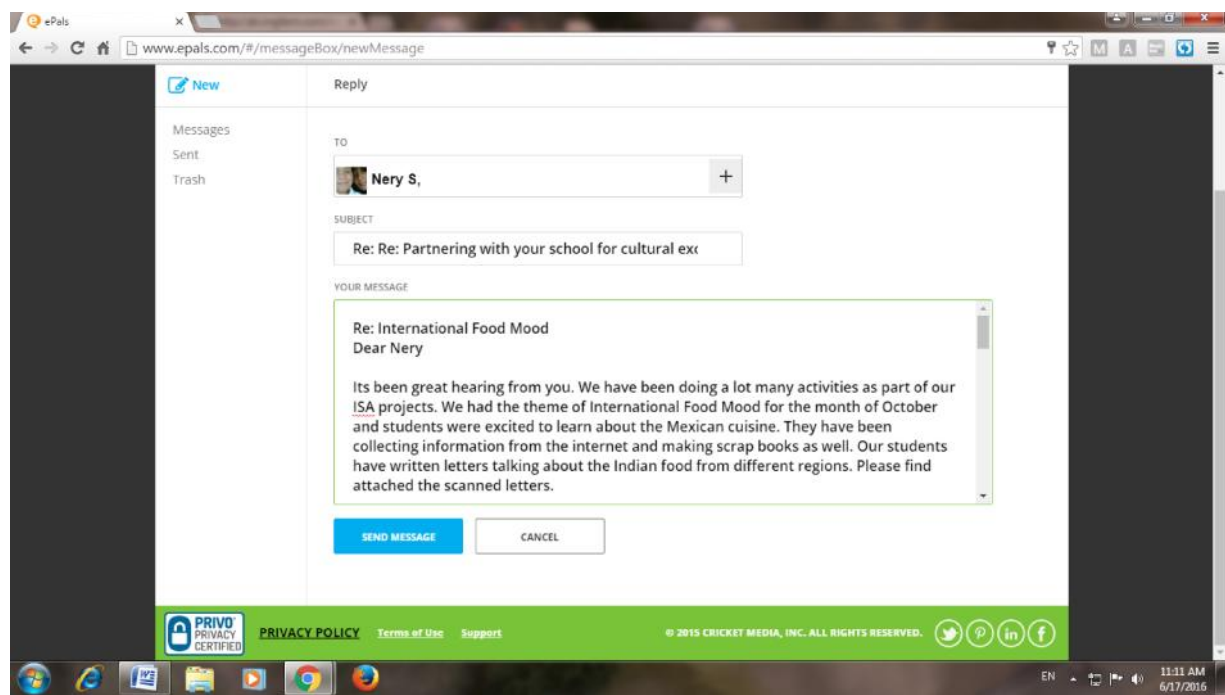 ePals
www.epals.com/#/messageBox/newMessage
New
Reply
Messages
Sent
Trash
TO
Nery S,
+
SUBJECT
Re: Re: Partnering with your school for cultural exc
YOUR MESSAGE
Re: International Food Mood
Dear Nery
Its been great hearing from you. We have been doing a lot many activities as part of our
ISA projects. We had the theme of International Food Mood for the month of October
and students were excited to learn about the Mexican cuisine. They have been
collecting information from the internet and making scrap books as well. Our students
have written letters talking about the Indian food from different regions. Please find
attached the scanned letters.
SEND MESSAGE
CANCEL
PRIVO
PRIVACY
CERTIFIED
PRIVACY POLICY Terms of Use Support
© 2015 CRICKET MEDIA, INC. ALL RIGHTS RESERVED.
EN
11:11 AM
6/17/2016